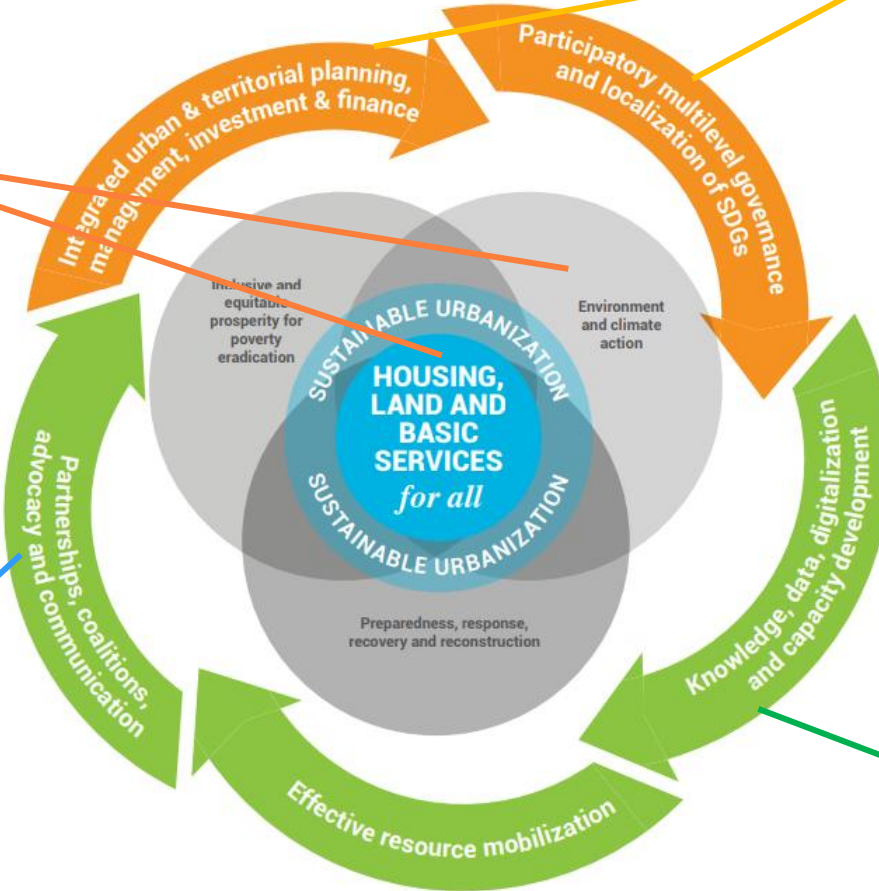 Integrated urban & territorial planning,
management, investment & finance
Participatory multilevel governance
and localization of SDGs
Inclusive and
equitable
prosperity for
poverty
eradication
Environment
and climate
action
SUSTAINABLE URBANIZATION
HOUSING,
LAND AND
BASIC
SERVICES
for all
SUSTAINABLE URBANIZATION
Preparedness, response,
recovery and reconstruction
Knowledge, data, digitalization
and capacity development
Effective resource mobilization
Partnerships, coalitions,
advocacy and communication